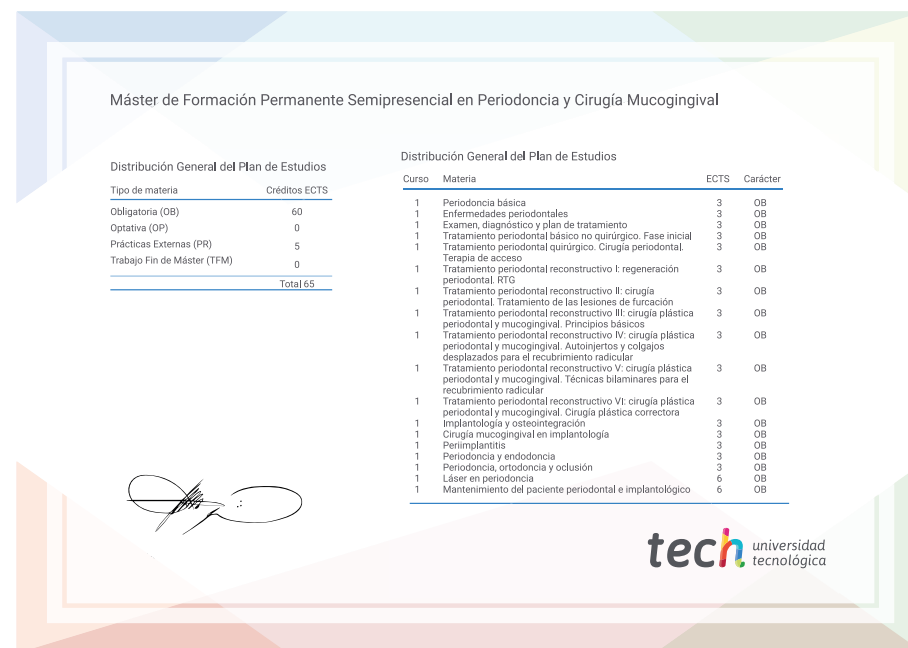 Máster de Formación Permanente Semipresencial en Periodoncia y Cirugía Mucogingival
Distribución General del Plan de Estudios
Tipo de materia Créditos ECTS
Obligatoria (OB) 60
Optativa (OP) 0
Prácticas Externas (PR) 5
Trabajo Fin de Máster (TFM) 0
Total 65
Distribución General del Plan de Estudios
Curso Materia ECTS Carácter
1 Periodoncia básica 3 OB
1 Enfermedades periodontales 3 OB
1 Examen, diagnóstico y plan de tratamiento 3 OB
1 Tratamiento periodontal básico no quirúrgico. Fase inicial 3 OB
1 Tratamiento periodontal quirúrgico. Cirugía periodontal. 3 OB
Terapia de acceso
1 Tratamiento periodontal reconstructivo I: regeneración 3 OB
periodontal. RTG
1 Tratamiento periodontal reconstructivo II: cirugía 3 OB
periodontal. Tratamiento de las lesiones de furcación
1 Tratamiento periodontal reconstructivo III: cirugía plástica 3 OB
periodontal y mucogingival. Principios básicos
1 Tratamiento periodontal reconstructivo IV: cirugía plástica 3 OB
periodontal y mucogingival. Autoinjertos y colgajos
desplazados para el recubrimiento radicular
1 Tratamiento periodontal reconstructivo V: cirugía plástica 3 OB
periodontal y mucogingival. Técnicas bilaminares para el
recubrimiento radicular
1 Tratamiento periodontal reconstructivo VI: cirugía plástica 3 OB
periodontal y mucogingival. Cirugía plástica correctora
1 Implantología y osteointegración 3 OB
1 Cirugía mucogingival en implantología 3 OB
1 Periimplantitis 3 OB
1 Periodoncia y endodoncia 3 OB
1 Periodoncia, ortodoncia y oclusión 3 OB
1 Láser en periodoncia 6 OB
1 Mantenimiento del paciente periodontal e implantológico 6 OB
tech universidad
tecnológica